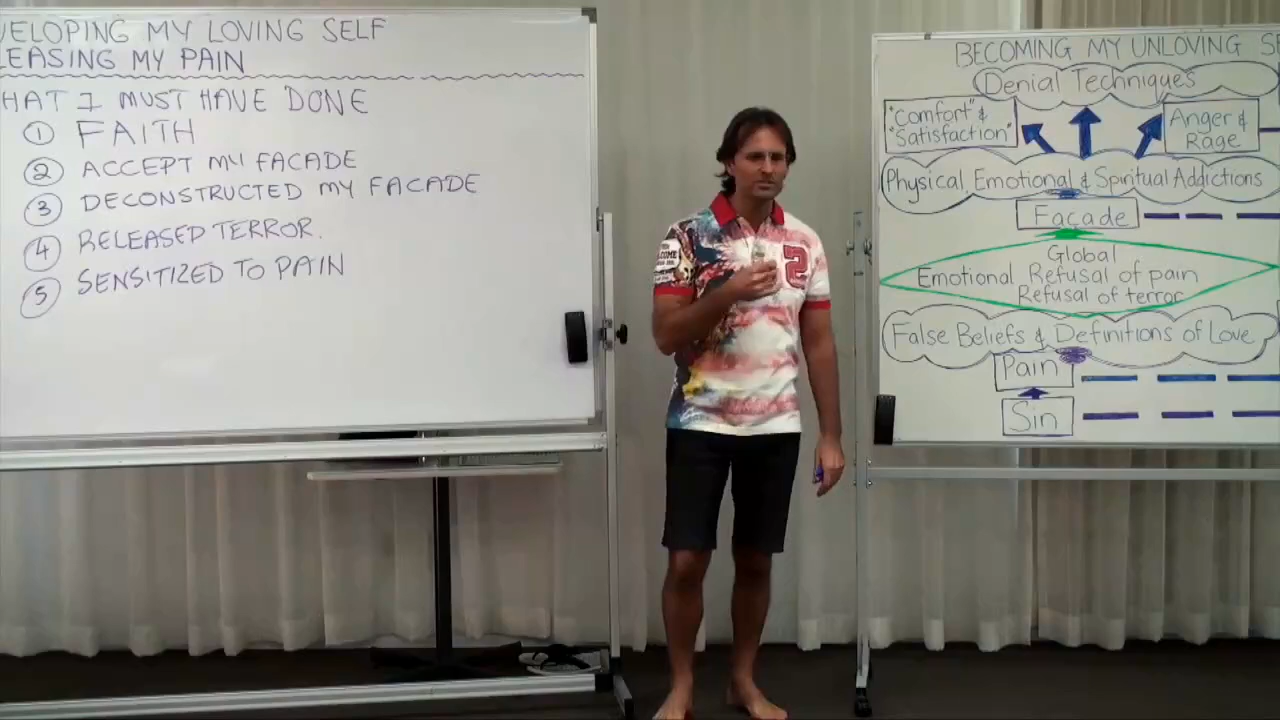 VELOPING MY LOVING SELF
LEASING MY PAIN
HAT I MUST HAVE DONE
1 FAITH
2 ACCEPT MY FACADE
3 DECONSTRUCTED MY FACADE
4 RELEASED TERROR.
5 SENSITIZED TO PAIN
2
BECOMING MY UNLOVING S
Denial Techniques
"Comfort" &
"Satisfaction"
Anger &
Rage
Physical, Emotional & Spiritual Addictions
Façade
Global
Emotional Refusal of pain
Refusal of terror
False Beliefs & Definitions of Love
Pain
Sin